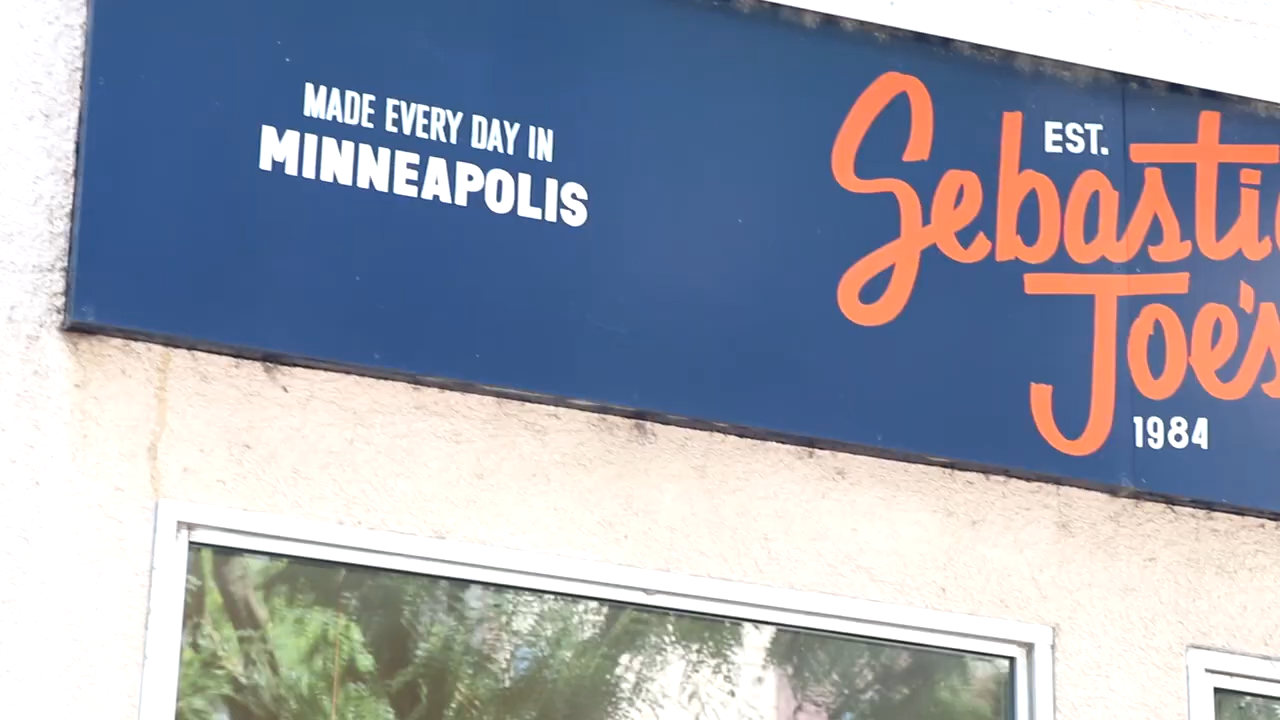 MADE EVERY DAY IN
MINNEAPOLIS
EST.
Sebasti
Joe's
1984